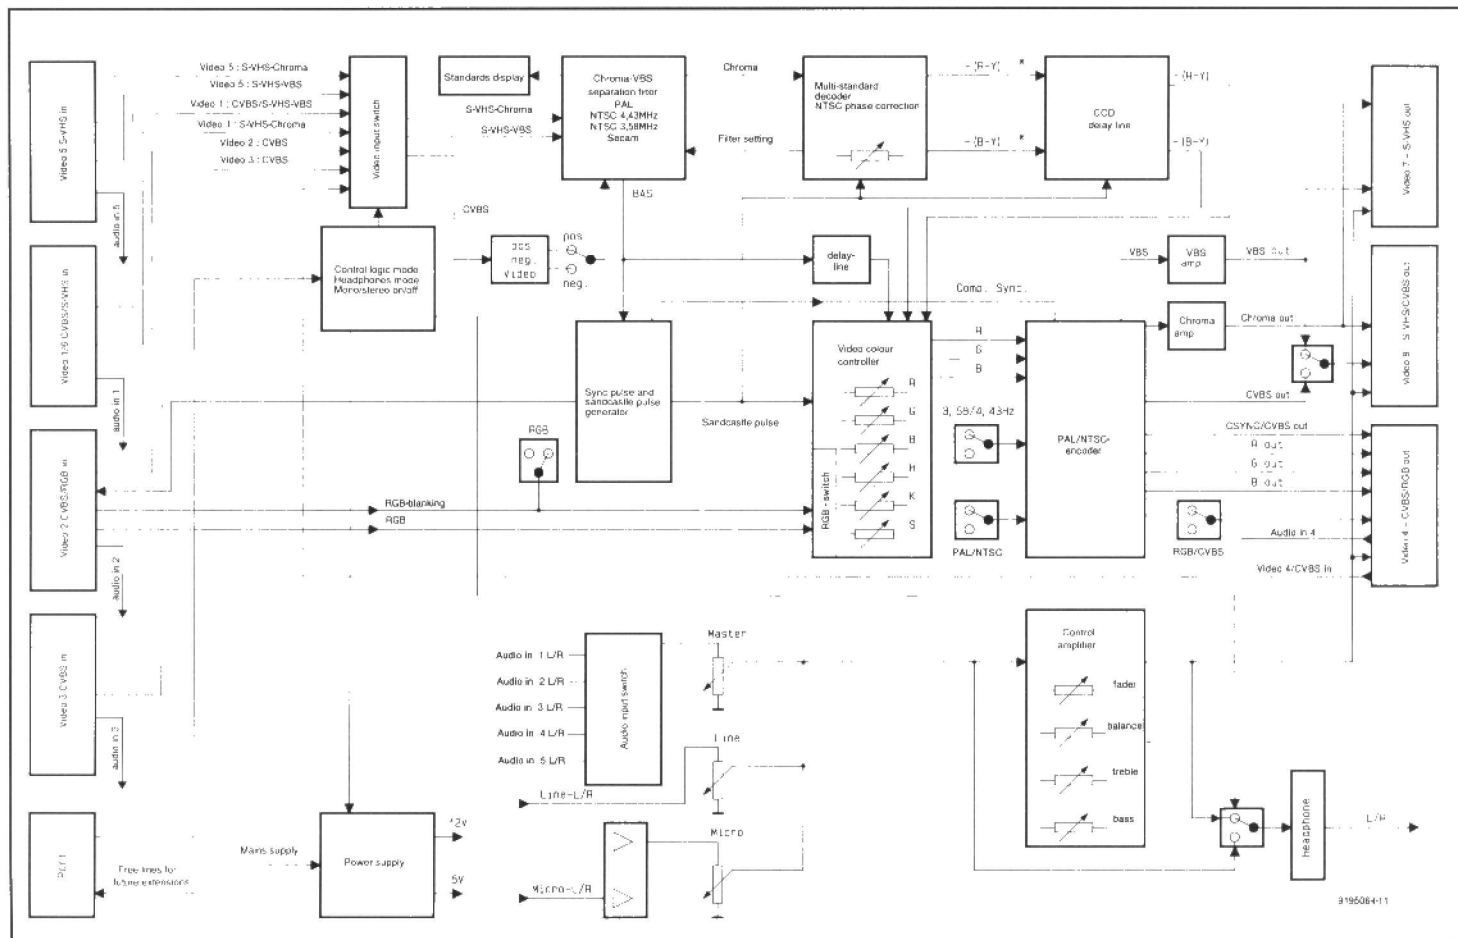 Video 5 S-VHS in
audio in 5
Video 1/6 CVBS/S-VHS in
audio in 1
Video 2 CVBS/RGB in
audio in 2
Video 3 CVBS in
audio in 3
Free lines for
future extensions
Video 5 : S-VHS-Chroma
Video 5 : S-VHS-VBS
Video 1 : CVBS/S-VHS-VBS
Video 1 : S-VHS-Chroma
Video 2 : CVBS
Video 3 : CVBS
Video input switch
Control logic mode
Headphones mode
Mono/stereo on/off
Standards display
S-VHS-Chroma
S-VHS-VBS
CVBS
pos
neg.
Video
pos
neg.
Chroma-VBS
separation filter
PAL
NTSC 4,43MHz
NTSC 3,58MHz
Secam
BAS
Chroma
Filter setting
Multi-standard
decoder
NTSC phase correction
- (R-Y) *
- (B-Y) *
CCD
delay line
- (R-Y)
- (B-Y)
delay-
line
Comp. Sync.
VBS
VBS
amp
VBS out
Chroma
amp
Chroma out
Sync pulse and
sandcastle pulse
generator
Sandcastle pulse
RGB
RGB-blanking
RGB
Video colour
controller
R
G
B
H
K
S
RGB - switch
R
G
B
3, 58/4, 43Hz
PAL/NTSC
PAL/NTSC-
encoder
CVBS out
CSYNC/CVBS out
R out
G out
B out
RGB/CVBS
Audio in 4
Video 4/CVBS in
Video 7 - S-VHS out
Video 8 - S-VHS/CVBS out
Video 4 - CVBS/RGB out
Audio in 1 L/R
Audio in 2 L/R
Audio in 3 L/R
Audio in 4 L/R
Audio in 5 L/R
Audio input switch
Master
Line
Line-L/R
Micro
Micro-L/R
Control
amplifier
fader
balance
treble
bass
headphone
L/R
Mains supply
Power supply
12V
5V